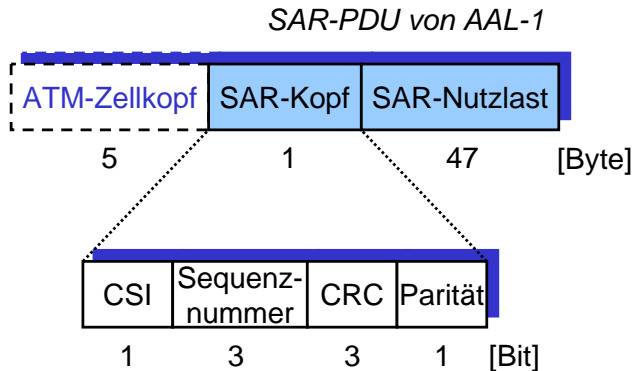 SAR-PDU von AAL-1
ATM-Zellkopf SAR-Kopf SAR-Nutzlast
5 1 47 [Byte]
CSI Sequenz-
nummer CRC Parität
1 3 3 1 [Bit]